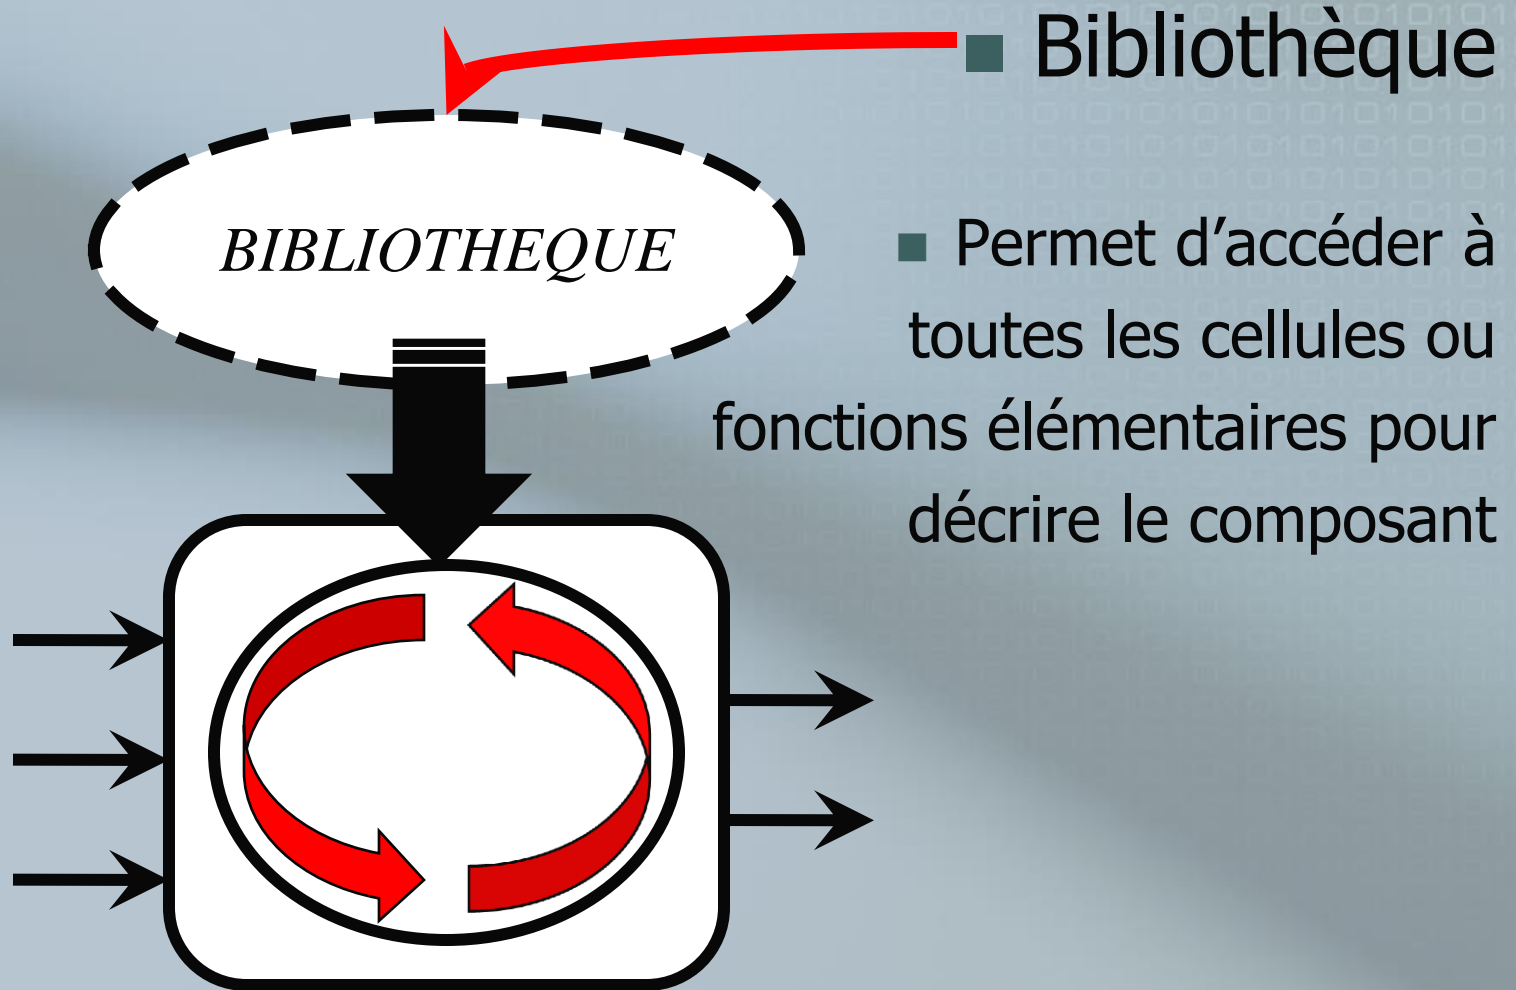 Bibliothèque
BIBLIOTHEQUE
Permet d’accéder à
toutes les cellules ou
fonctions élémentaires pour
décrire le composant